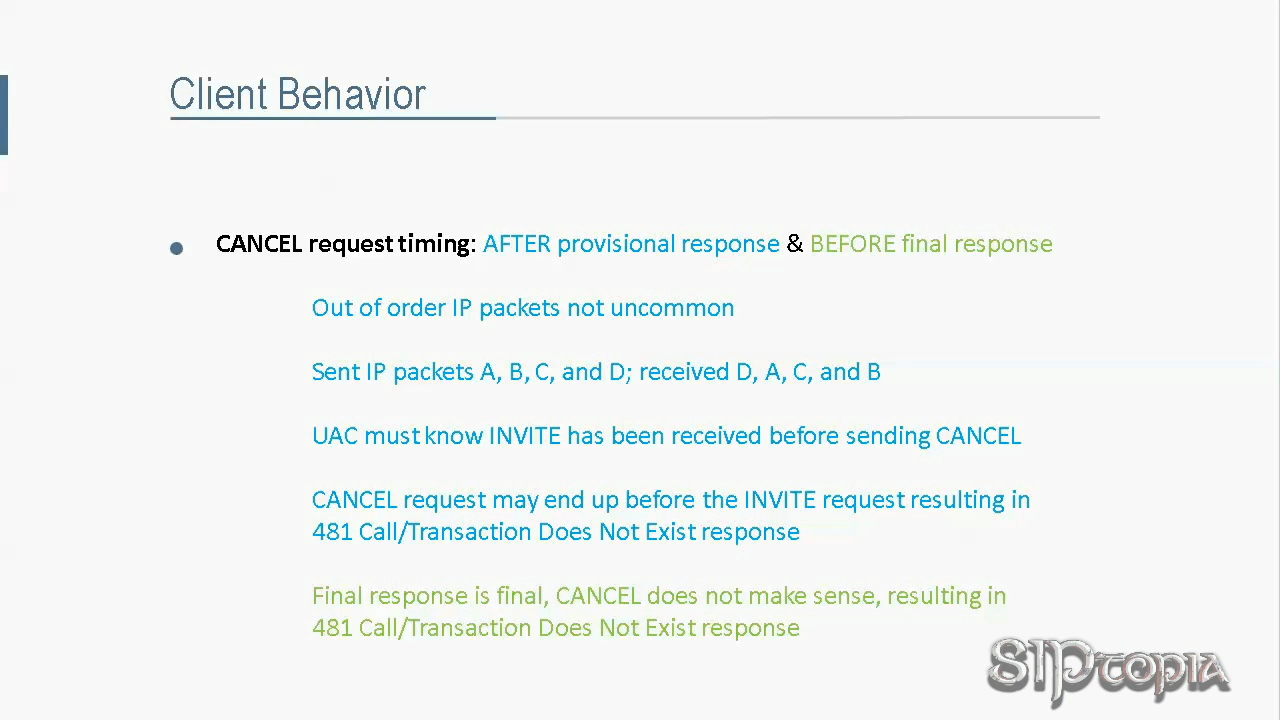 Client Behavior
CANCEL request timing: AFTER provisional response & BEFORE final response
Out of order IP packets not uncommon
Sent IP packets A, B, C, and D; received D, A, C, and B
UAC must know INVITE has been received before sending CANCEL
CANCEL request may end up before the INVITE request resulting in
481 Call/Transaction Does Not Exist response
Final response is final, CANCEL does not make sense, resulting in
481 Call/Transaction Does Not Exist response
SIPtopia